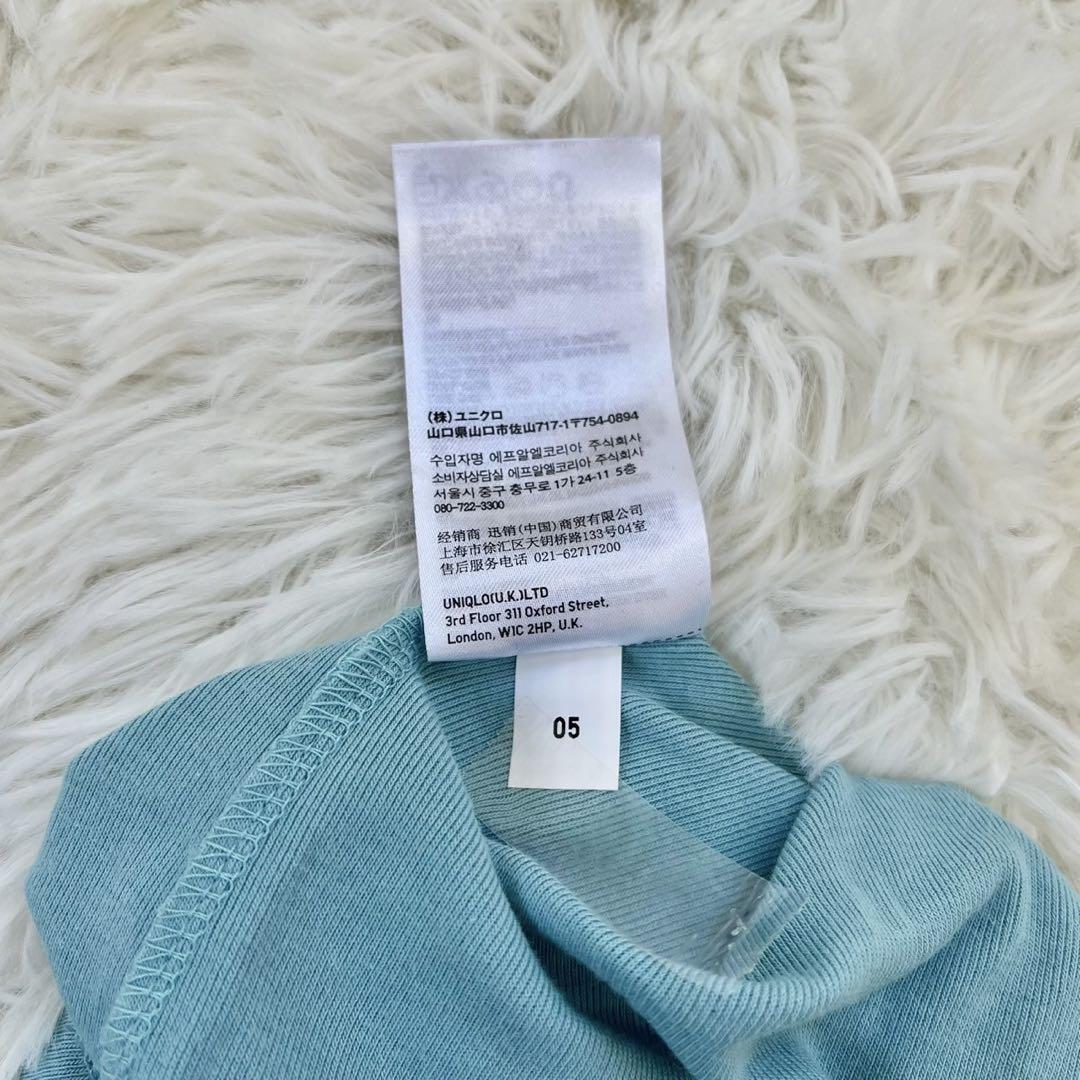 (株)ユニクロ
山口県山口市佐山717-1〒754-0894
수입자명 에프알엘코리아 주식회사
소비자상담실 에프알엘코리아 주식회사
서울시 중구 충무로 1가 24-11 5층
080-722-3300
经销商 迅销(中国)商贸有限公司
上海市徐汇区天钥桥路133号04室
售后服务电话 021-62717200
UNIQLO(U.K.)LTD
3rd Floor 311 Oxford Street,
London, W1C 2HP, U.K.
05